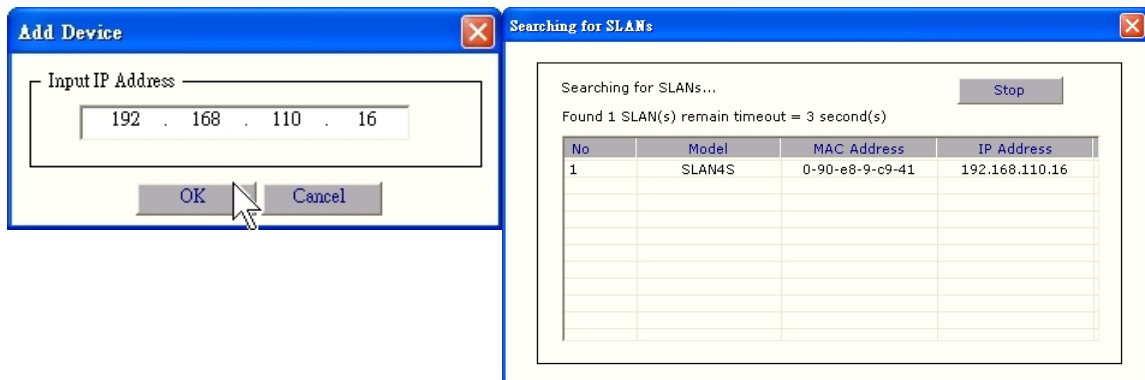 Add Device
Input IP Address
192 . 168 . 110 . 16
OK Cancel
Searching for SLANs
Searching for SLANs...
Stop
Found 1 SLAN(s) remain timeout = 3 second(s)
No Model MAC Address IP Address
1 SLAN4S 0-90-e8-9-c9-41 192.168.110.16